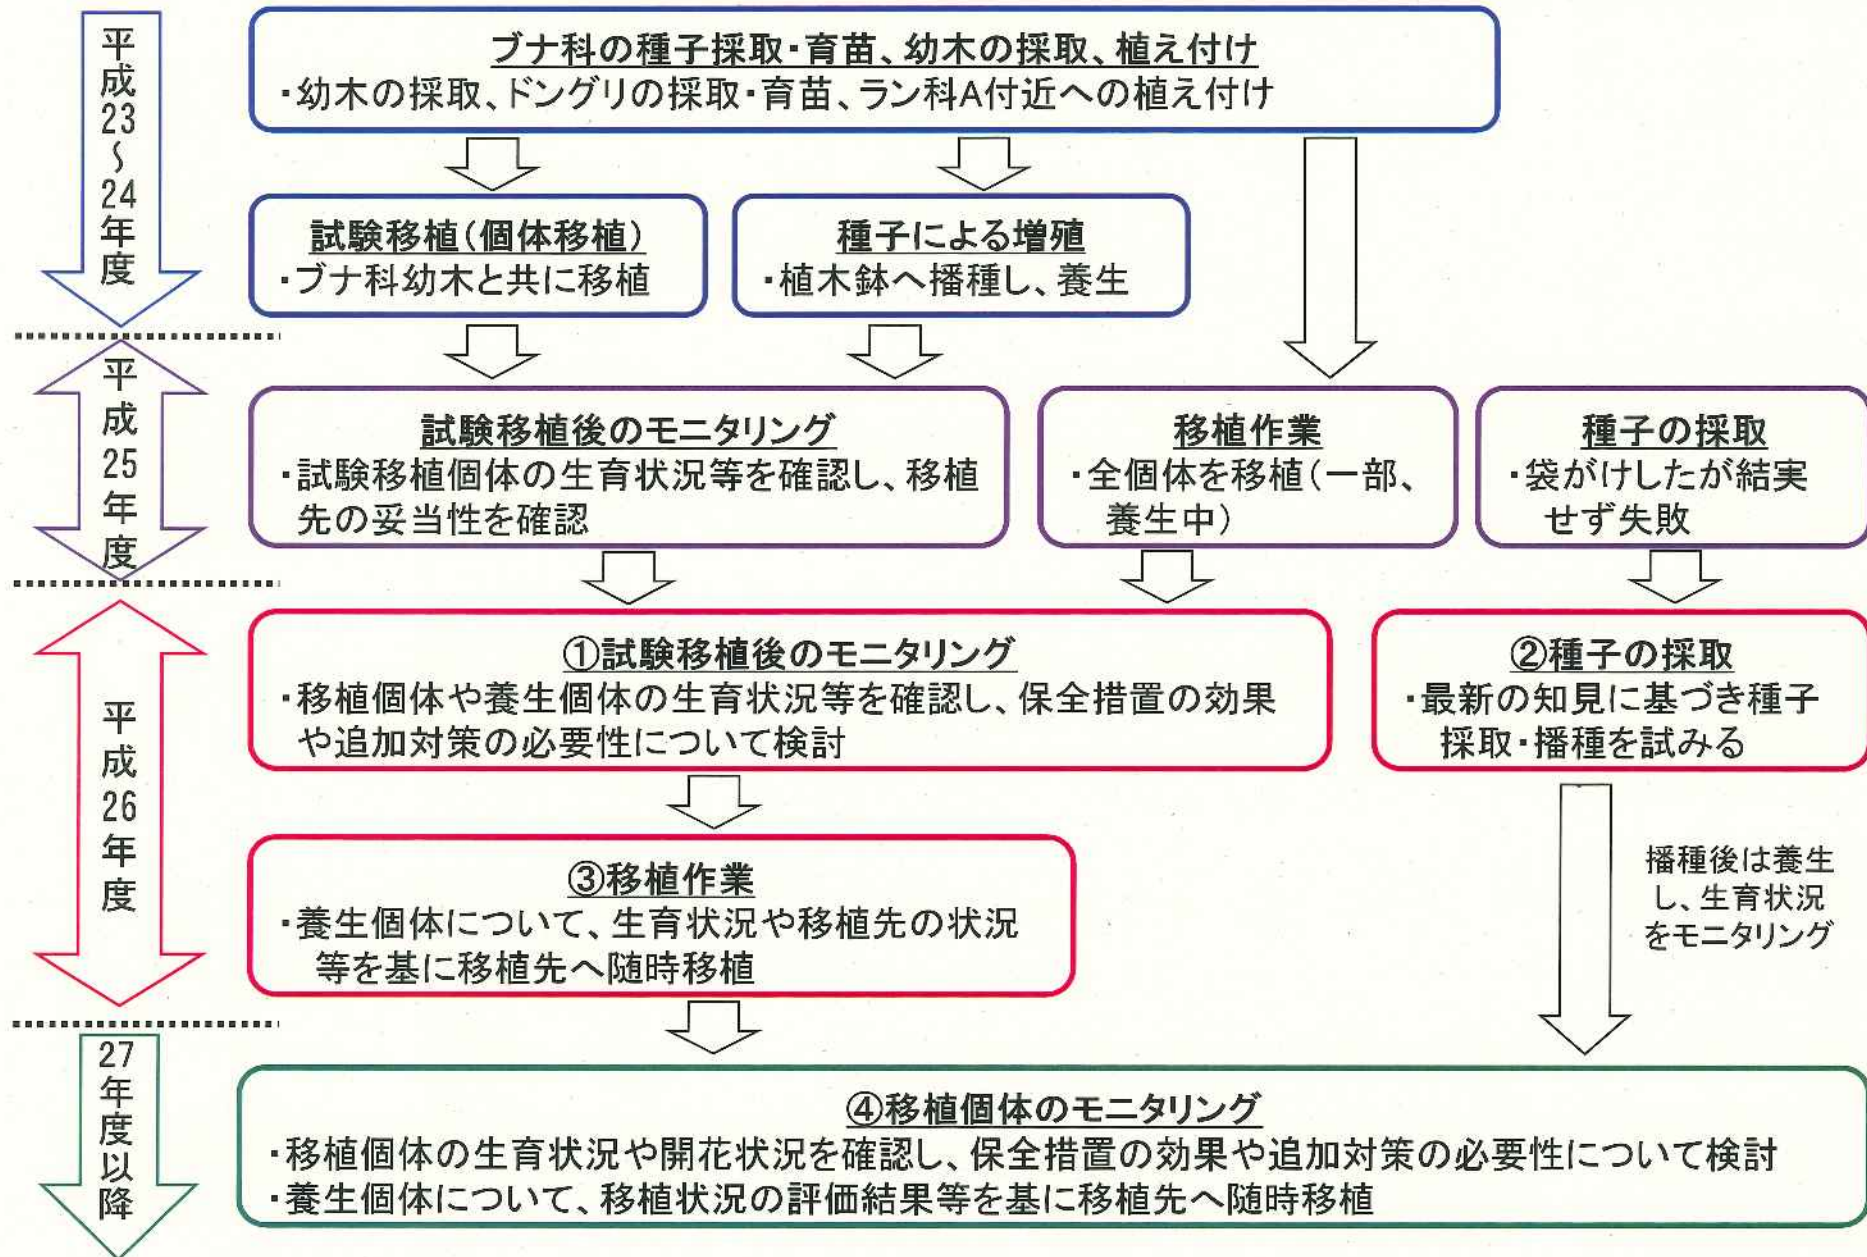 平成23～24年度
ブナ科の種子採取・育苗、幼木の採取、植え付け
・幼木の採取、ドングリの採取・育苗、ラン科A付近への植え付け
試験移植（個体移植）
・ブナ科幼木と共に移植
種子による増殖
・植木鉢へ播種し、養生
平成25年度
試験移植後のモニタリング
・試験移植個体の生育状況等を確認し、移植
先の妥当性を確認
移植作業
・全個体を移植（一部、
養生中）
種子の採取
・袋がけしたが結実
せず失敗
平成26年度
①試験移植後のモニタリング
・移植個体や養生個体の生育状況等を確認し、保全措置の効果
や追加対策の必要性について検討
②種子の採取
・最新の知見に基づき種子
採取・播種を試みる
③移植作業
・養生個体について、生育状況や移植先の状況
等を基に移植先へ随時移植
播種後は養生
し、生育状況
をモニタリング
27年度以降
④移植個体のモニタリング
・移植個体の生育状況や開花状況を確認し、保全措置の効果や追加対策の必要性について検討
・養生個体について、移植状況の評価結果等を基に移植先へ随時移植